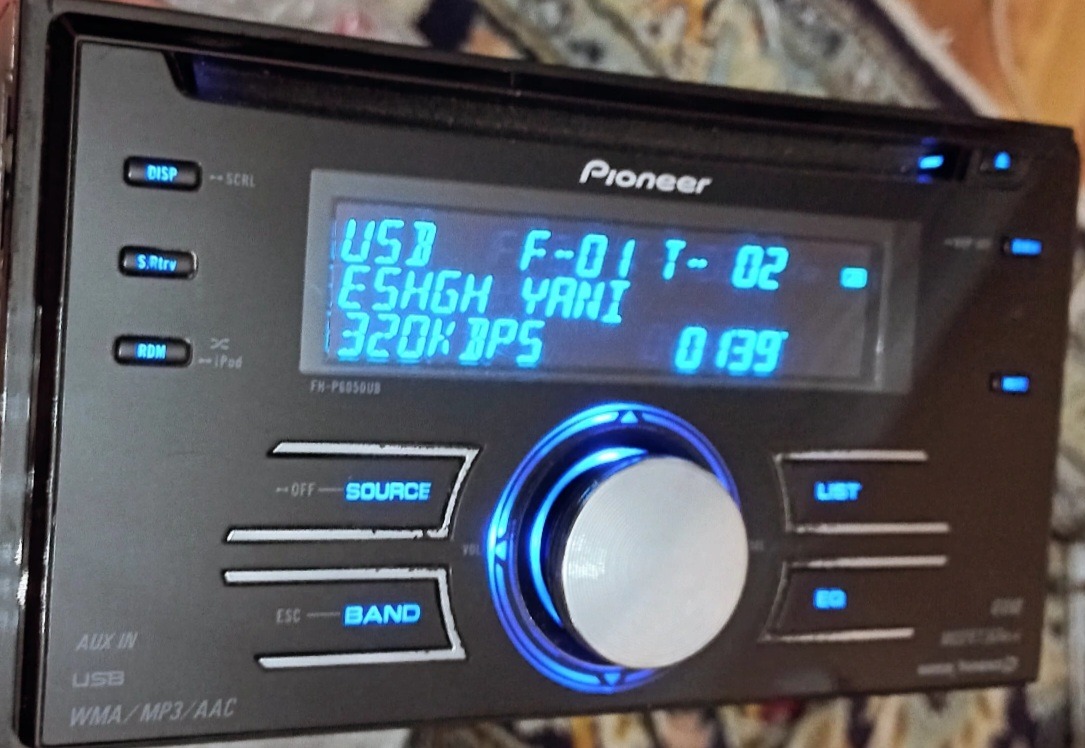 Pioneer
DISP
SCRL
S.Rtrv
RDM
iPod
USB F-01 T- 02
ESHGH YANI
320KBPS 01'39"
FH-P6050UB
OFF SOURCE
LIST
VOL
ESC BAND
EQ
AUX IN
USB
WMA/MP3/AAC